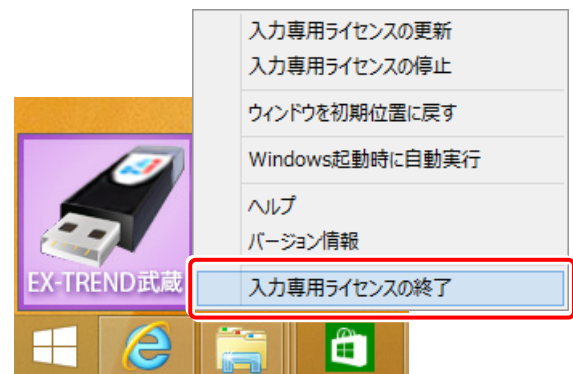 入力専用ライセンスの更新
入力専用ライセンスの停止
ウィンドウを初期位置に戻す
Windows起動時に自動実行
ヘルプ
バージョン情報
入力専用ライセンスの終了
EX-TREND武蔵